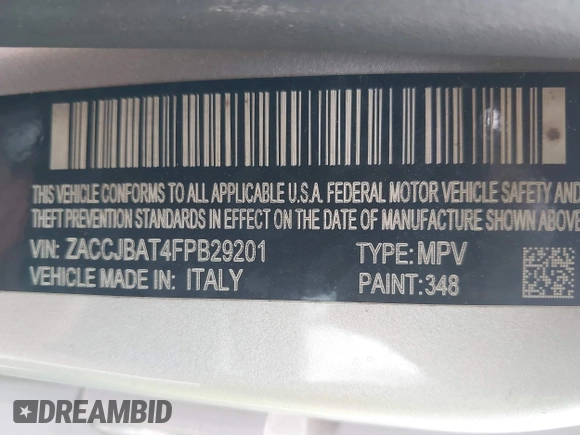 THIS VEHICLE CONFORMS TO ALL APPLICABLE U.S.A. FEDERAL MOTOR VEHICLE SAFETY AND
THEFT PREVENTION STANDARDS IN EFFECT ON THE DATE OF MANUFACTURE SHOWN ABOVE.
VIN: ZACCJBAT4FPB29201 TYPE: MPV
VEHICLE MADE IN: ITALY PAINT: 348
DREAMBID